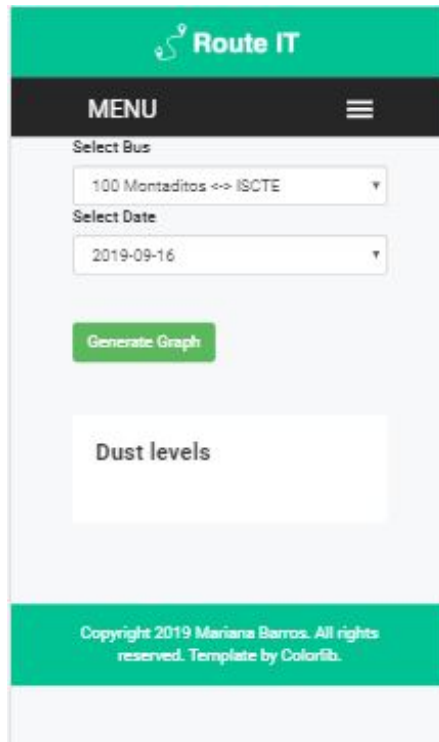 Route IT
MENU
Select Bus
100 Montaditos <-> ISCTE
Select Date
2019-09-16
Generate Graph
Dust levels
Copyright 2019 Mariana Barros. All rights
reserved. Template by Colorlib.